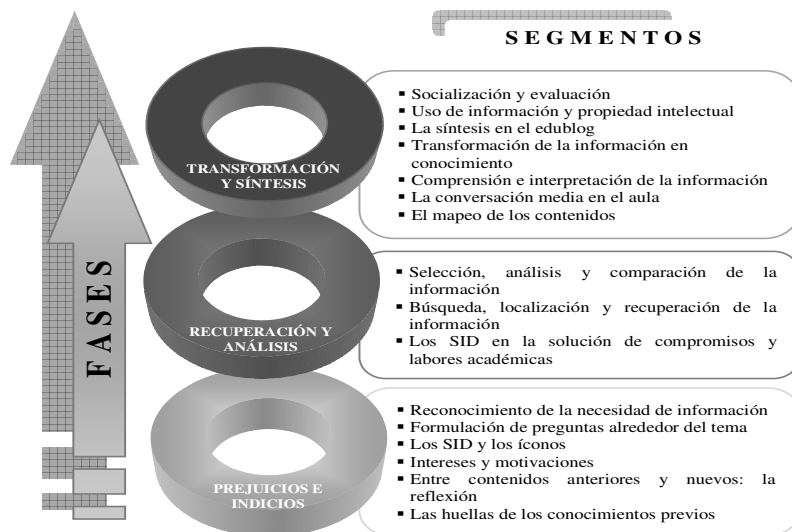 SEGMENTOS
FASES
TRANSFORMACIÓN
Y SÍNTESIS
▪ Socialización y evaluación
▪ Uso de información y propiedad intelectual
▪ La síntesis en el edublog
▪ Transformación de la información en
conocimiento
▪ Comprensión e interpretación de la información
▪ La conversación media en el aula
▪ El mapeo de los contenidos
RECUPERACIÓN Y
ANÁLISIS
▪ Selección, análisis y comparación de la
información
▪ Búsqueda, localización y recuperación de la
información
▪ Los SID en la solución de compromisos y
labores académicas
PREJUICIOS E
INDICIOS
▪ Reconocimiento de la necesidad de información
▪ Formulación de preguntas alrededor del tema
▪ Los SID y los íconos
▪ Intereses y motivaciones
▪ Entre contenidos anteriores y nuevos: la
reflexión
▪ Las huellas de los conocimientos previos